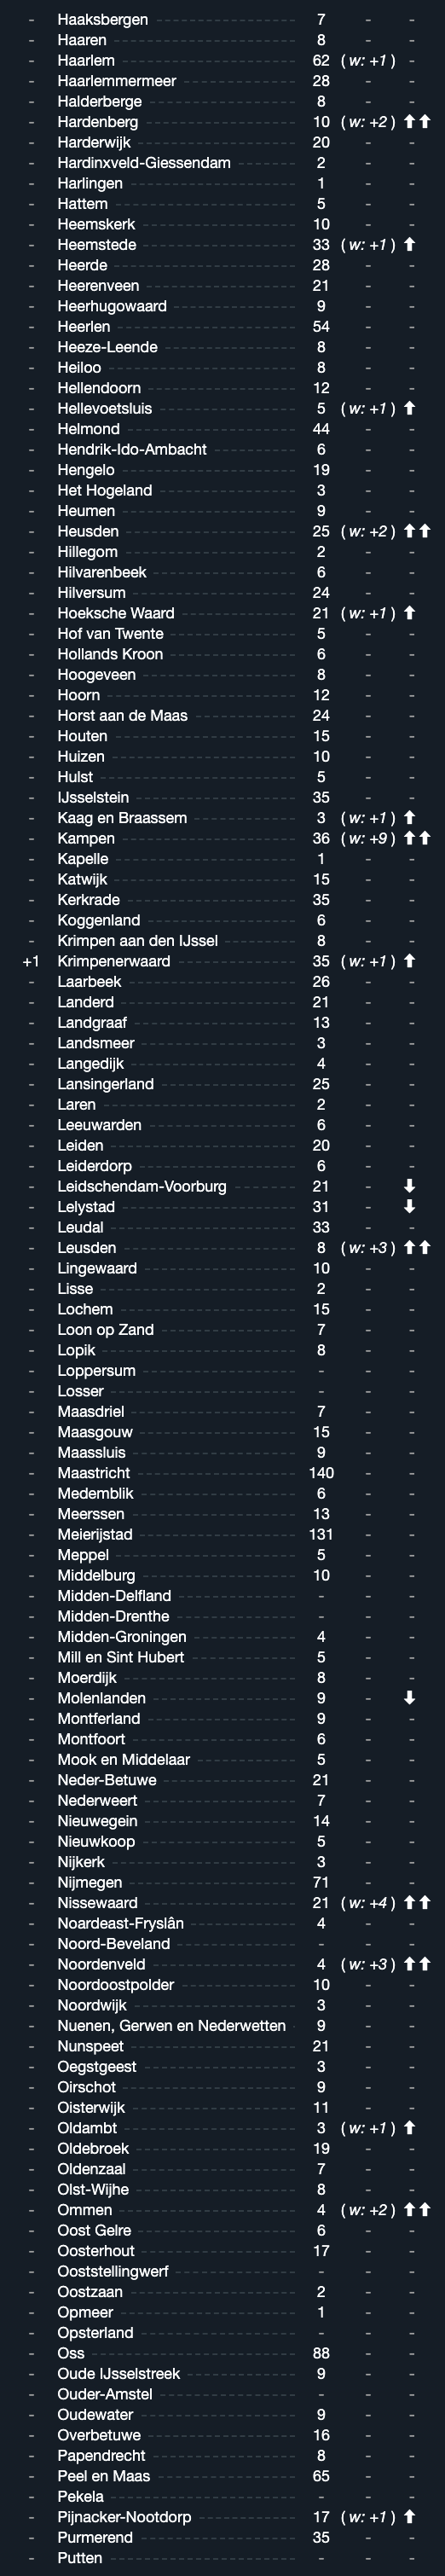 - Haaksbergen 7 - -
- Haaren 8 - -
- Haarlem 62 ( w: +1 ) -
- Haarlemmermeer 28 - -
- Halderberge 8 - -
- Hardenberg 10 ( w: +2 ) ⬆⬆
- Harderwijk 20 - -
- Hardinxveld-Giessendam 2 - -
- Harlingen 1 - -
- Hattem 5 - -
- Heemskerk 10 - -
- Heemstede 33 ( w: +1 ) ⬆
- Heerde 28 - -
- Heerenveen 21 - -
- Heerhugowaard 9 - -
- Heerlen 54 - -
- Heeze-Leende 8 - -
- Heiloo 8 - -
- Hellendoorn 12 - -
- Hellevoetsluis 5 ( w: +1 ) ⬆
- Helmond 44 - -
- Hendrik-Ido-Ambacht 6 - -
- Hengelo 19 - -
- Het Hogeland 3 - -
- Heumen 9 - -
- Heusden 25 ( w: +2 ) ⬆⬆
- Hillegom 2 - -
- Hilvarenbeek 6 - -
- Hilversum 24 - -
- Hoeksche Waard 21 ( w: +1 ) ⬆
- Hof van Twente 5 - -
- Hollands Kroon 6 - -
- Hoogeveen 8 - -
- Hoorn 12 - -
- Horst aan de Maas 24 - -
- Houten 15 - -
- Huizen 10 - -
- Hulst 5 - -
- IJsselstein 35 - -
- Kaag en Braassem 3 ( w: +1 ) ⬆
- Kampen 36 ( w: +9 ) ⬆⬆
- Kapelle 1 - -
- Katwijk 15 - -
- Kerkrade 35 - -
- Koggenland 6 - -
- Krimpen aan den IJssel 8 - -
+1 Krimpenerwaard 35 ( w: +1 ) ⬆
- Laarbeek 26 - -
- Landerd 21 - -
- Landgraaf 13 - -
- Landsmeer 3 - -
- Langedijk 4 - -
- Lansingerland 25 - -
- Laren 2 - -
- Leeuwarden 6 - -
- Leiden 20 - -
- Leiderdorp 6 - -
- Leidschendam-Voorburg 21 - ⬇
- Lelystad 31 - ⬇
- Leudal 33 - -
- Leusden 8 ( w: +3 ) ⬆⬆
- Lingewaard 10 - -
- Lisse 2 - -
- Lochem 15 - -
- Loon op Zand 7 - -
- Lopik 8 - -
- Loppersum - - -
- Losser - - -
- Maasdriel 7 - -
- Maasgouw 15 - -
- Maassluis 9 - -
- Maastricht 140 - -
- Medemblik 6 - -
- Meerssen 13 - -
- Meierijstad 131 - -
- Meppel 5 - -
- Middelburg 10 - -
- Midden-Delfland - - -
- Midden-Drenthe - - -
- Midden-Groningen 4 - -
- Mill en Sint Hubert 5 - -
- Moerdijk 8 - -
- Molenlanden 9 - ⬇
- Montferland 9 - -
- Montfoort 6 - -
- Mook en Middelaar 5 - -
- Neder-Betuwe 21 - -
- Nederweert 7 - -
- Nieuwegein 14 - -
- Nieuwkoop 5 - -
- Nijkerk 3 - -
- Nijmegen 71 - -
- Nissewaard 21 ( w: +4 ) ⬆⬆
- Noardeast-Fryslân 4 - -
- Noord-Beveland - - -
- Noordenveld 4 ( w: +3 ) ⬆⬆
- Noordoostpolder 10 - -
- Noordwijk 3 - -
- Nuenen, Gerwen en Nederwetten 9 - -
- Nunspeet 21 - -
- Oegstgeest 3 - -
- Oirschot 9 - -
- Oisterwijk 11 - -
- Oldambt 3 ( w: +1 ) ⬆
- Oldebroek 19 - -
- Oldenzaal 7 - -
- Olst-Wijhe 8 - -
- Ommen 4 ( w: +2 ) ⬆⬆
- Oost Gelre 6 - -
- Oosterhout 17 - -
- Ooststellingwerf - - -
- Oostzaan 2 - -
- Opmeer 1 - -
- Opsterland - - -
- Oss 88 - -
- Oude IJsselstreek 9 - -
- Ouder-Amstel - - -
- Oudewater 9 - -
- Overbetuwe 16 - -
- Papendrecht 8 - -
- Peel en Maas 65 - -
- Pekela - - -
- Pijnacker-Nootdorp 17 ( w: +1 ) ⬆
- Purmerend 35 - -
- Putten - - -